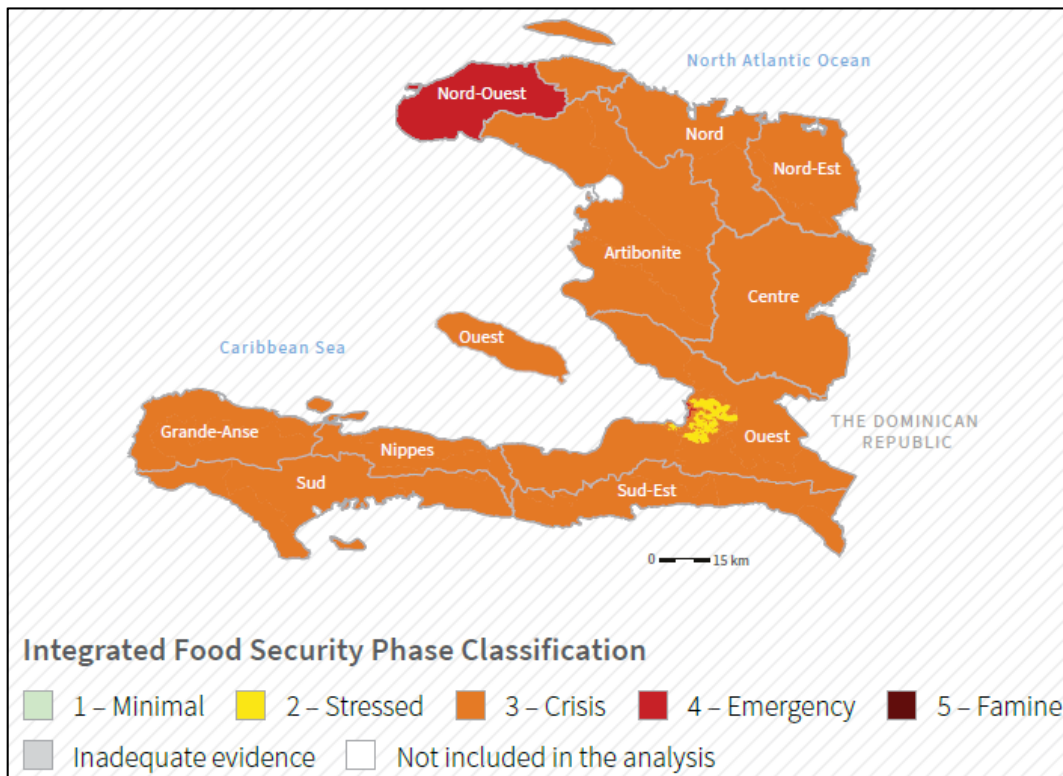 North Atlantic Ocean
Nord-Ouest
Nord
Nord-Est
Artibonite
Centre
Ouest
Caribbean Sea
THE DOMINICAN
REPUBLIC
Grande-Anse
Ouest
Nippes
Sud
Sud-Est
0 15 km
Integrated Food Security Phase Classification
1 – Minimal 2 – Stressed 3 – Crisis 4 – Emergency 5 – Famine
Inadequate evidence Not included in the analysis